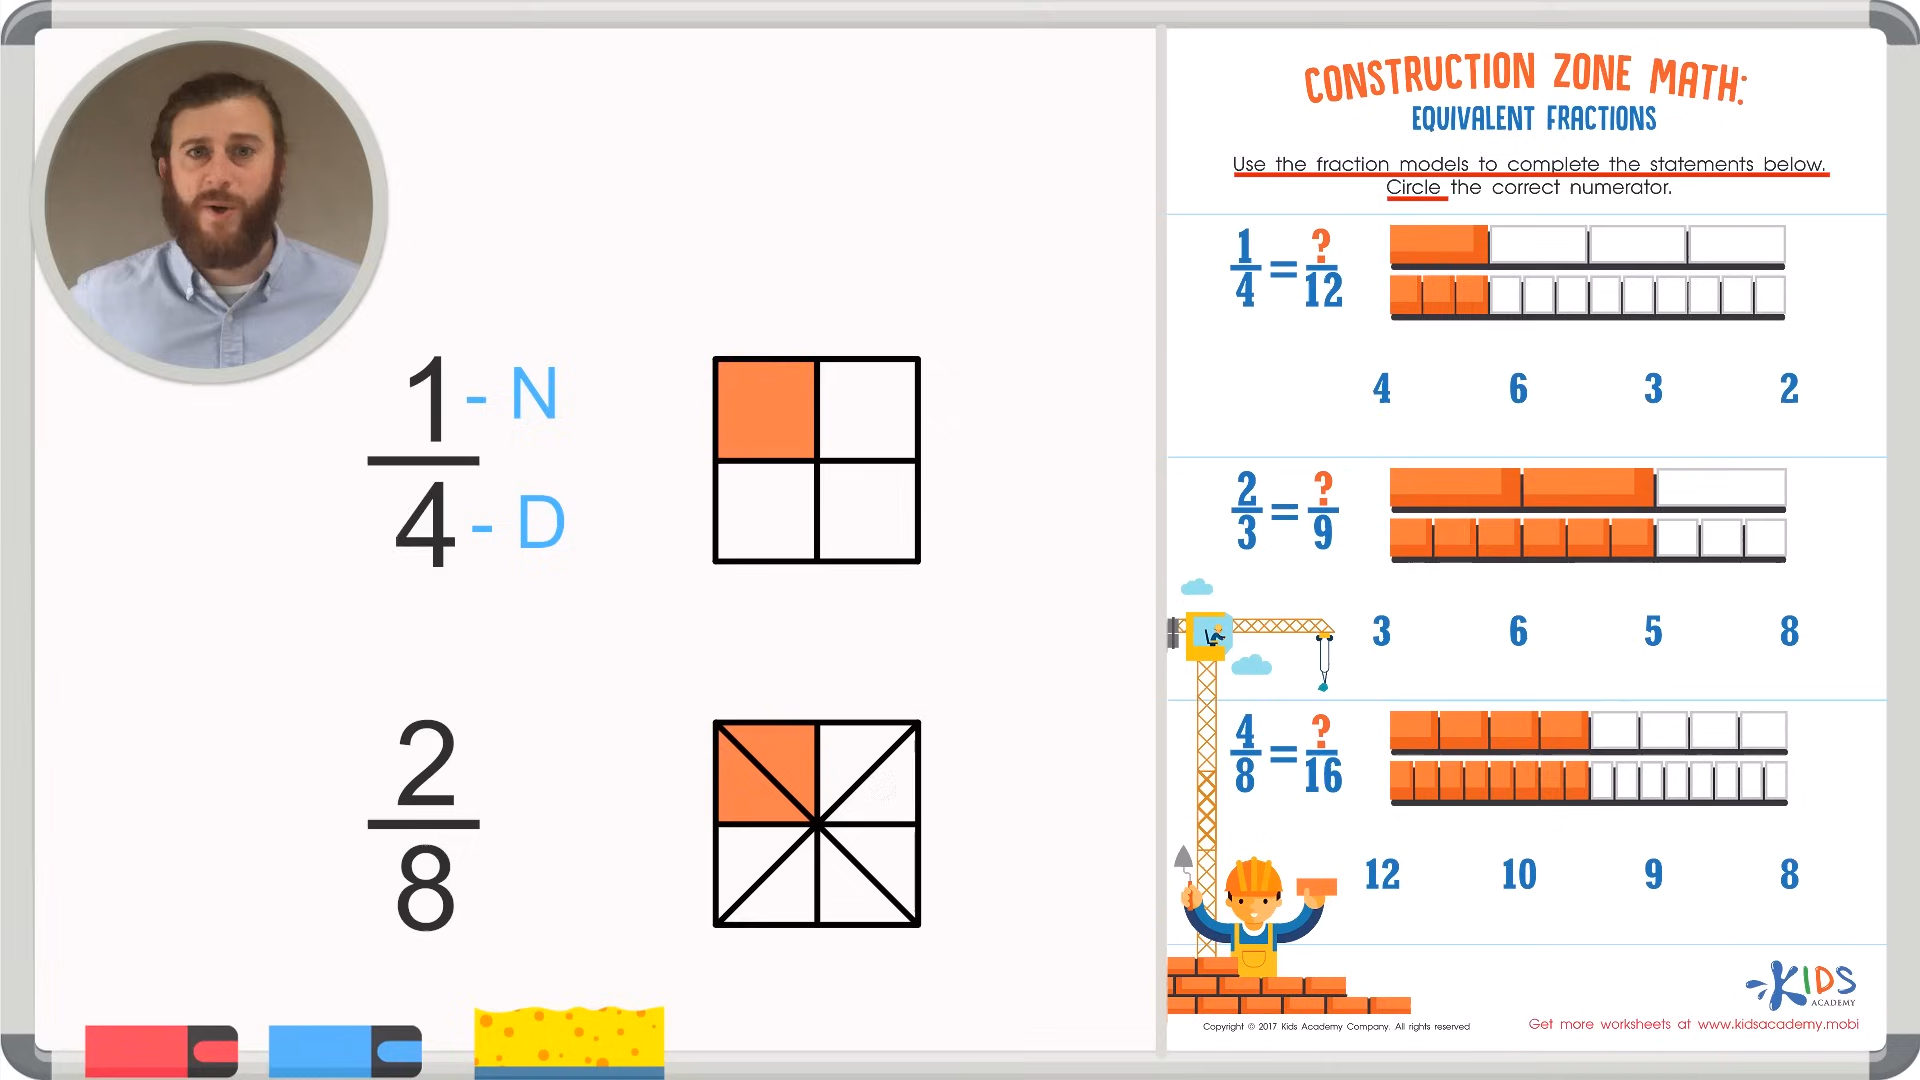 1 - N
4 - D
2
8
CONSTRUCTION ZONE MATH:
EQUIVALENT FRACTIONS
Use the fraction models to complete the statements below.
Circle the correct numerator.
1/4 = ?/12
4 6 3 2
2/3 = ?/9
3 6 5 8
4/8 = ?/16
12 10 9 8
KIDS
ACADEMY
Copyright © 2017 Kids Academy Company. All rights reserved
Get more worksheets at www.kidsacademy.mobi